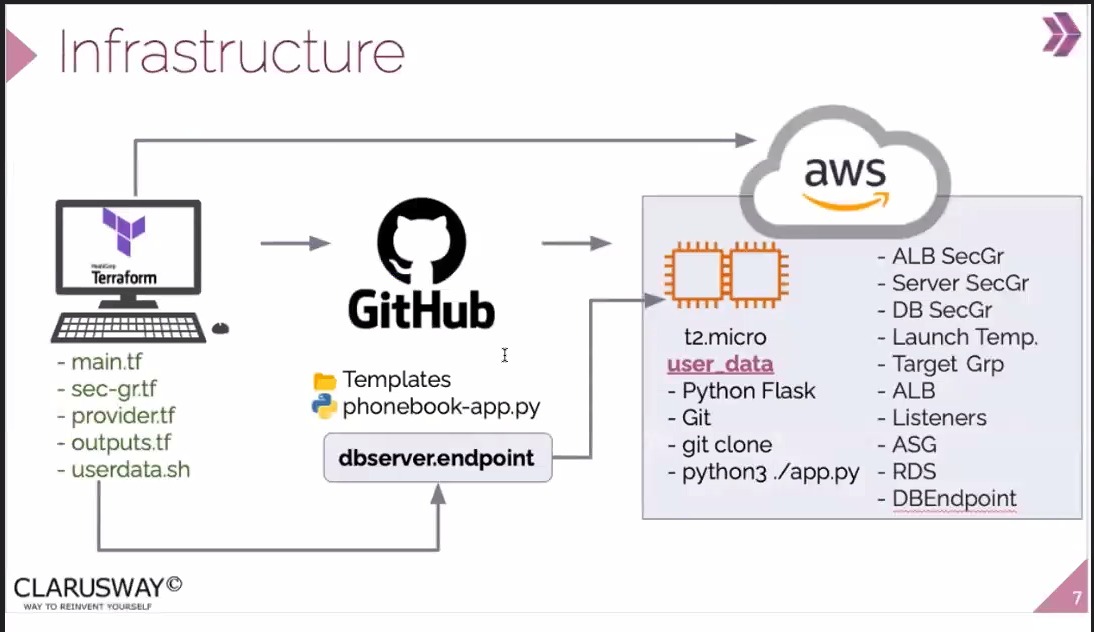 Infrastructure
aws
HashiCorp
Terraform
GitHub
- main.tf
- sec-gr.tf
- provider.tf
- outputs.tf
- userdata.sh
Templates
phonebook-app.py
dbserver.endpoint
t2.micro
user_data
- Python Flask
- Git
- git clone
- python3 ./app.py
- ALB SecGr
- Server SecGr
- DB SecGr
- Launch Temp.
- Target Grp
- ALB
- Listeners
- ASG
- RDS
- DBEndpoint
CLARUSWAY©
WAY TO REINVENT YOURSELF
7